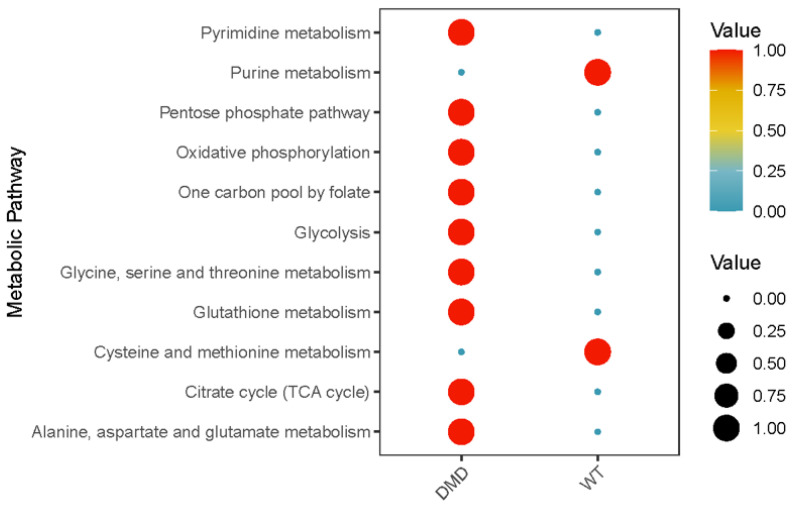 Metabolic Pathway
Pyrimidine metabolism
Purine metabolism
Pentose phosphate pathway
Oxidative phosphorylation
One carbon pool by folate
Glycolysis
Glycine, serine and threonine metabolism
Glutathione metabolism
Cysteine and methionine metabolism
Citrate cycle (TCA cycle)
Alanine, aspartate and glutamate metabolism
DMD
WT
Value
1.00
0.75
0.50
0.25
0.00
Value
0.00
0.25
0.50
0.75
1.00